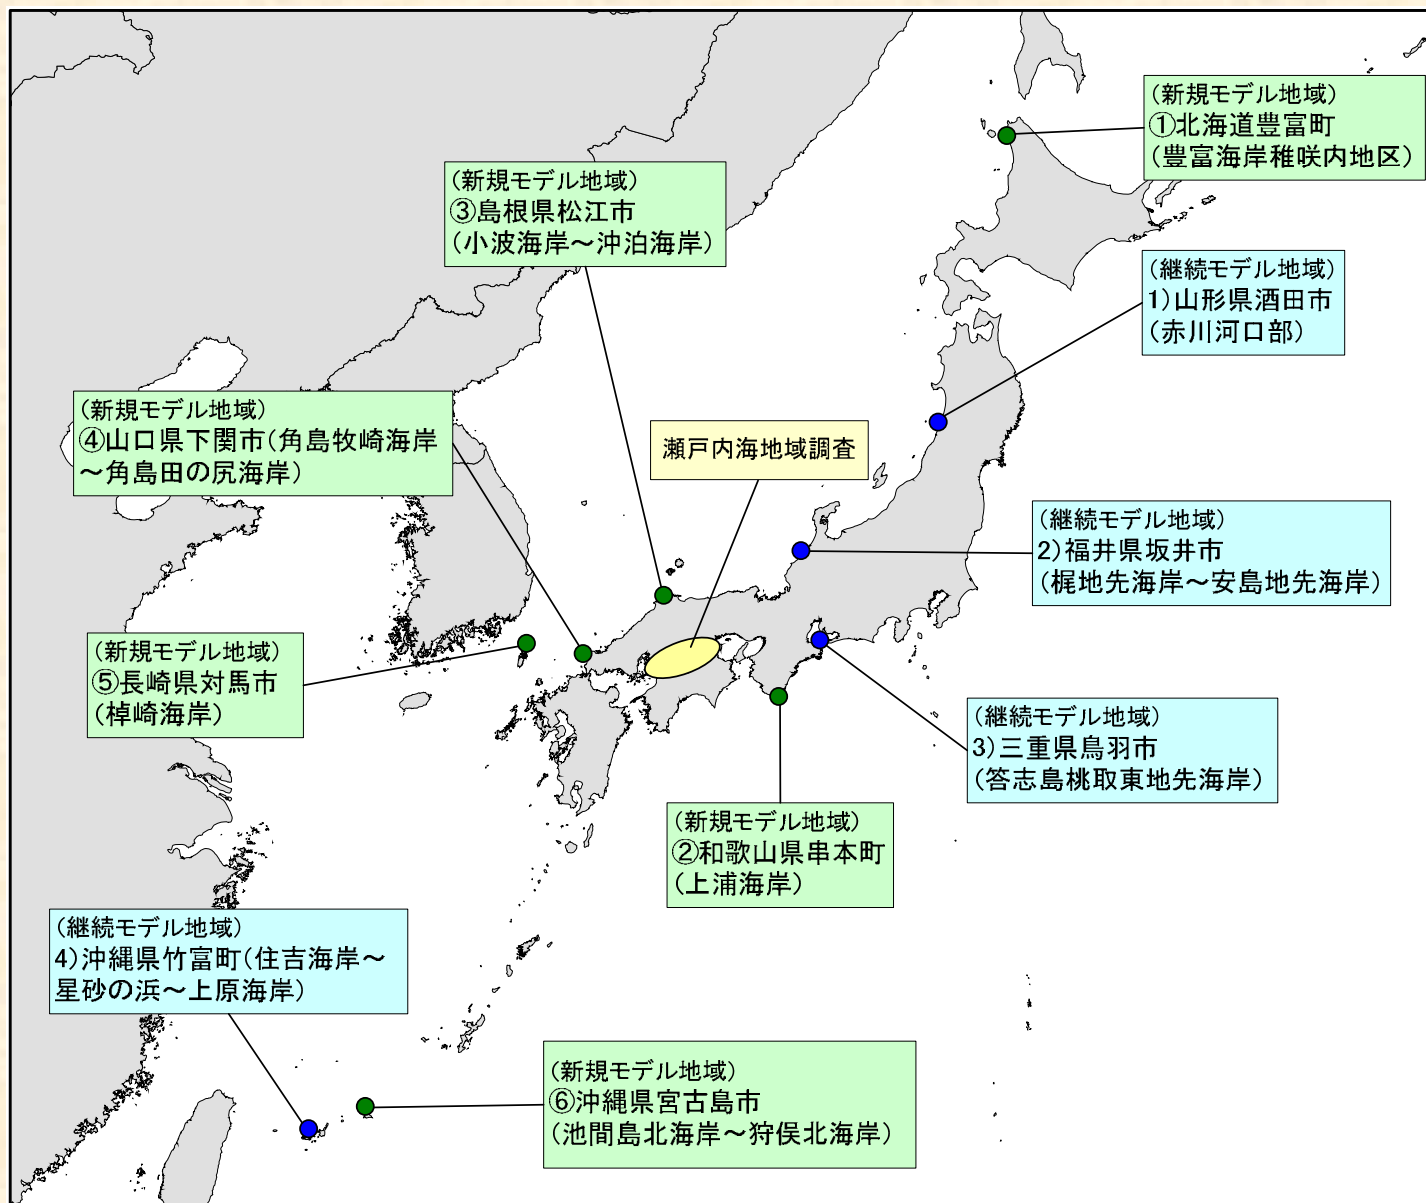 (新規モデル地域)
①北海道豊富町
(豊富海岸稚咲内地区)
(新規モデル地域)
③島根県松江市
(小波海岸～沖泊海岸)
(継続モデル地域)
1)山形県酒田市
(赤川河口部)
(新規モデル地域)
④山口県下関市(角島牧崎海岸
～角島田の尻海岸)
瀬戸内海地域調査
(継続モデル地域)
2)福井県坂井市
(梶地先海岸～安島地先海岸)
(新規モデル地域)
⑤長崎県対馬市
(棹崎海岸)
(継続モデル地域)
3)三重県鳥羽市
(答志島桃取東地先海岸)
(新規モデル地域)
②和歌山県串本町
(上浦海岸)
(継続モデル地域)
4)沖縄県竹富町(住吉海岸～
星砂の浜～上原海岸)
(新規モデル地域)
⑥沖縄県宮古島市
(池間島北海岸～狩俣北海岸)